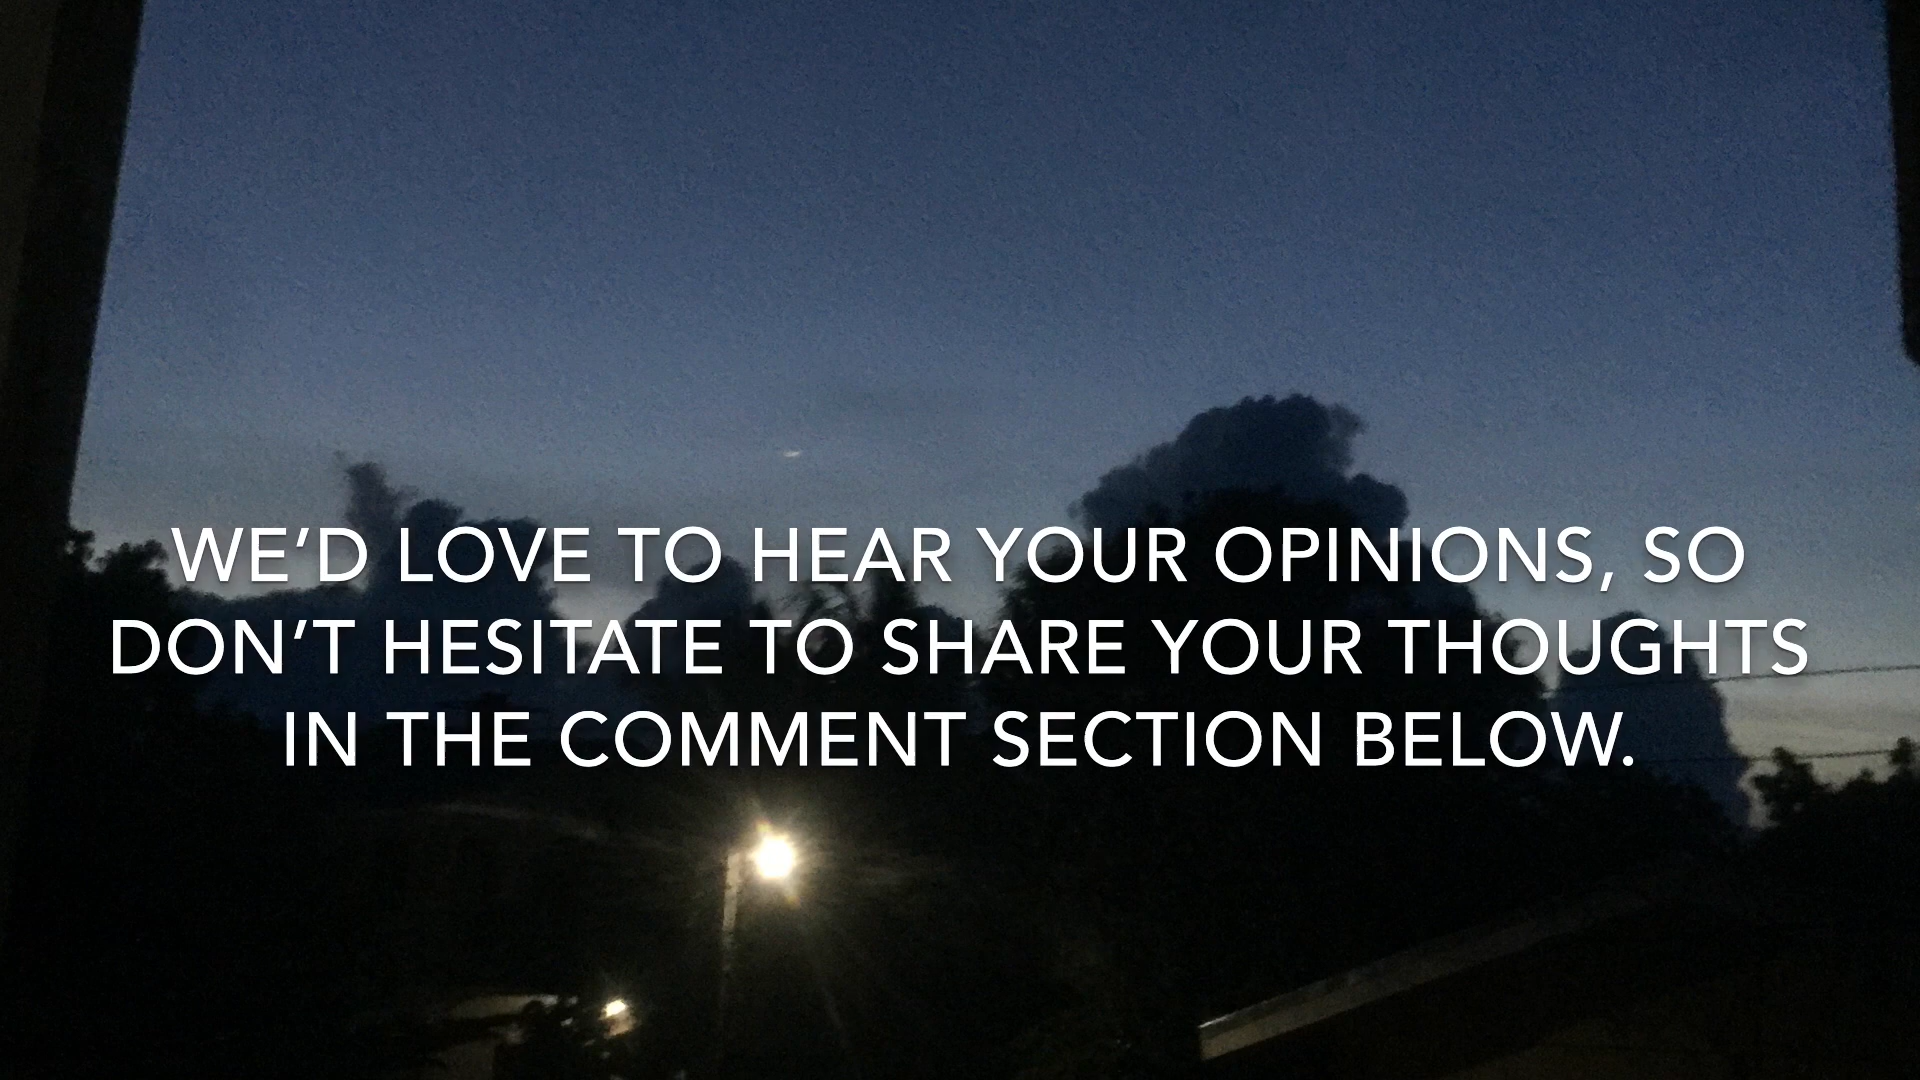 WE’D LOVE TO HEAR YOUR OPINIONS, SO
DON’T HESITATE TO SHARE YOUR THOUGHTS
IN THE COMMENT SECTION BELOW.